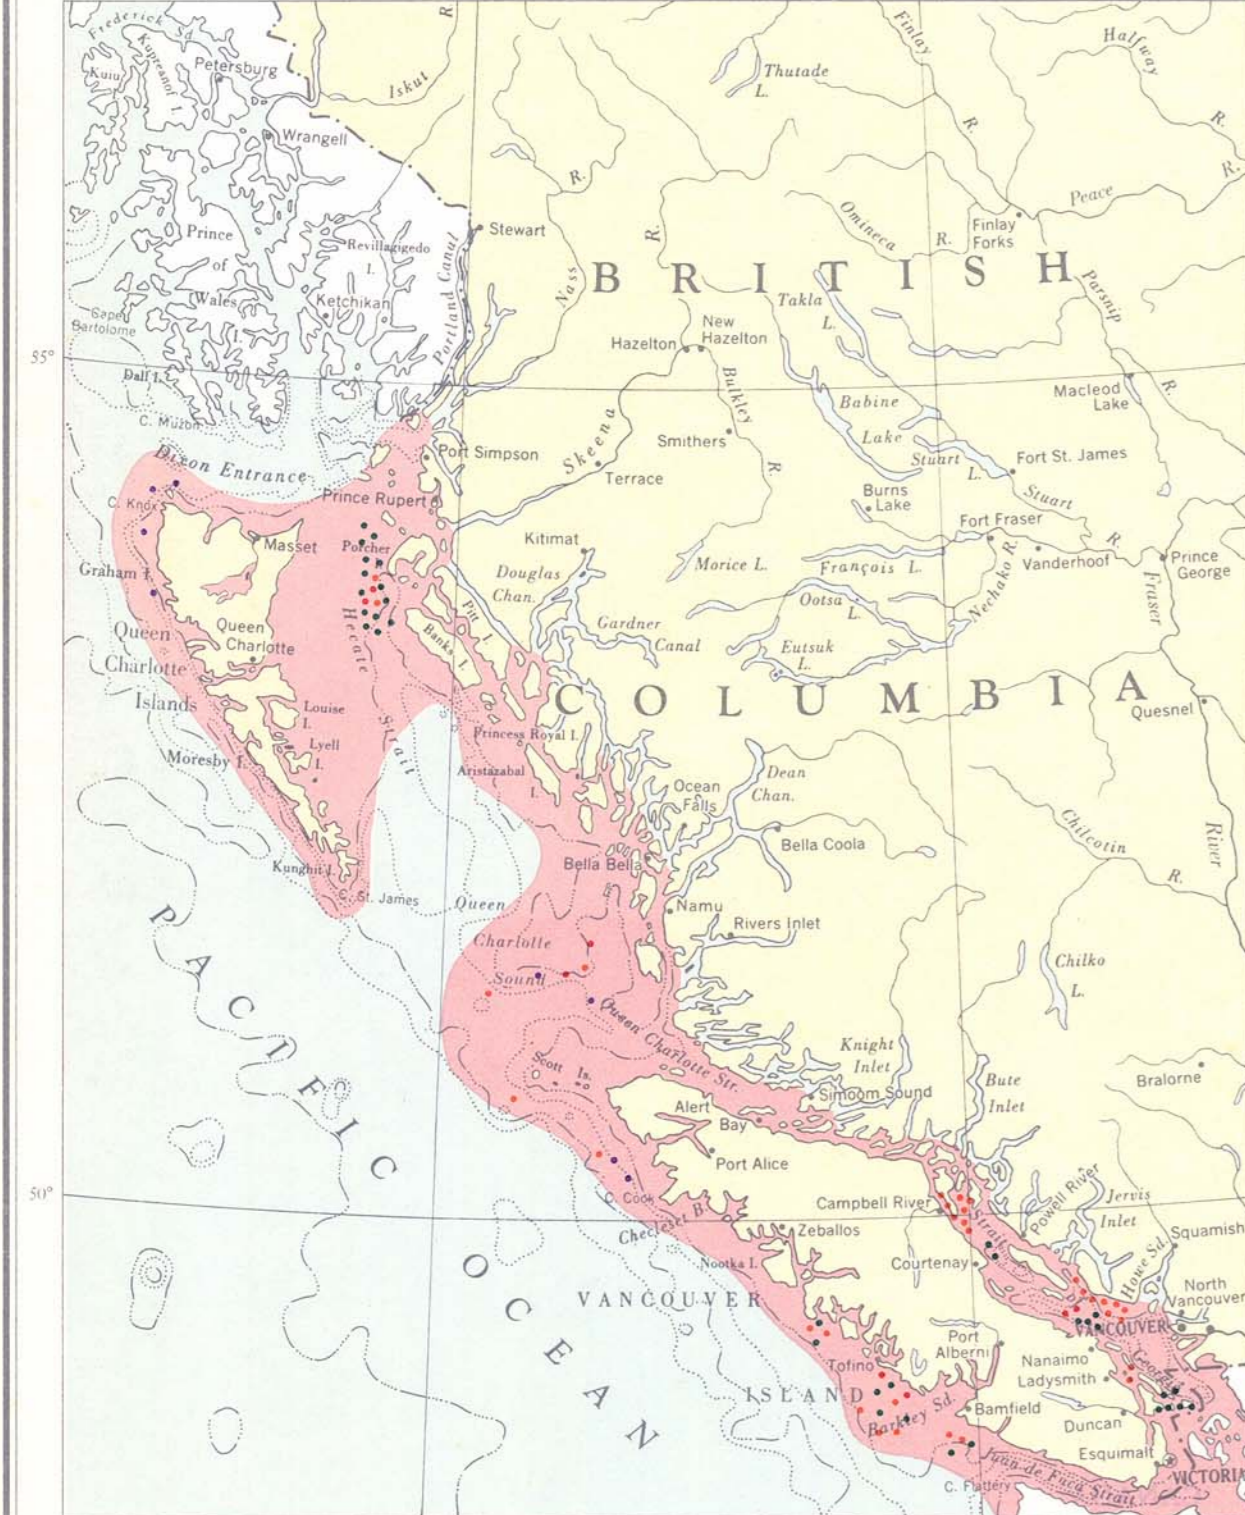 Frederick Sd.
Kuiu
Kupreanof I.
Petersburg
Wrangell
Iskut
R.
Thutade
L.
Finlay
R.
Halfway
R.
Prince
of
Wales
I.
Revillagigedo
I.
Ketchikan
Cape
Bartolome
Stewart
Portland Canal
Nass
R.
R.
Omineca
R.
Finlay
Forks
Peace
R.
BRITISH
Takla
L.
Parsnip
R.
55°
Dall I.
C. Muzon
Hazelton
New
Hazelton
Bulkley
R.
Babine
Lake
Macleod
Lake
Smithers
Skeena
Terrace
Stuart
L.
Fort St. James
Stuart
R.
Dixon Entrance
Port Simpson
Prince Rupert
C. Knox
Masset
Porcher
Graham I.
Kitimat
Burns
Lake
Fort Fraser
Vanderhoof
Prince
George
Douglas
Chan.
Morice L.
François L.
Nechako R.
Fraser
River
Ootsa
L.
Gardner
Canal
Eutsuk
L.
Queen
Charlotte
Islands
Queen
Charlotte
Hecate
Strait
Banks I.
Pitt I.
COLUMBIA
Quesnel
Louise
I.
Lyell
I.
Moresby I.
Princess Royal I.
Aristazabal
I.
Ocean
Falls
Dean
Chan.
Bella Coola
Chilcotin
R.
Kunghit I.
C. St. James
Bella Bella
Queen
Charlotte
Sound
Namu
Rivers Inlet
Chilko
L.
PACIFIC
OCEAN
Queen Charlotte Str.
Scott Is.
Knight
Inlet
Simoom Sound
Bute
Inlet
Bralorne
Alert
Bay
Port Alice
50°
C. Cook
Checleset B.
Campbell River
Powell River
Jervis
Inlet
Squamish
Zeballos
Strait
Courtenay
Howe Sd.
Nootka I.
North
Vancouver
VANCOUVER
VANCOUVER
Port
Alberni
Nanaimo
Ladysmith
Georgia
Tofino
ISLAND
Barkley Sd.
Bamfield
Duncan
Esquimalt
VICTORIA
C. Flattery
Juan de Fuca Strait